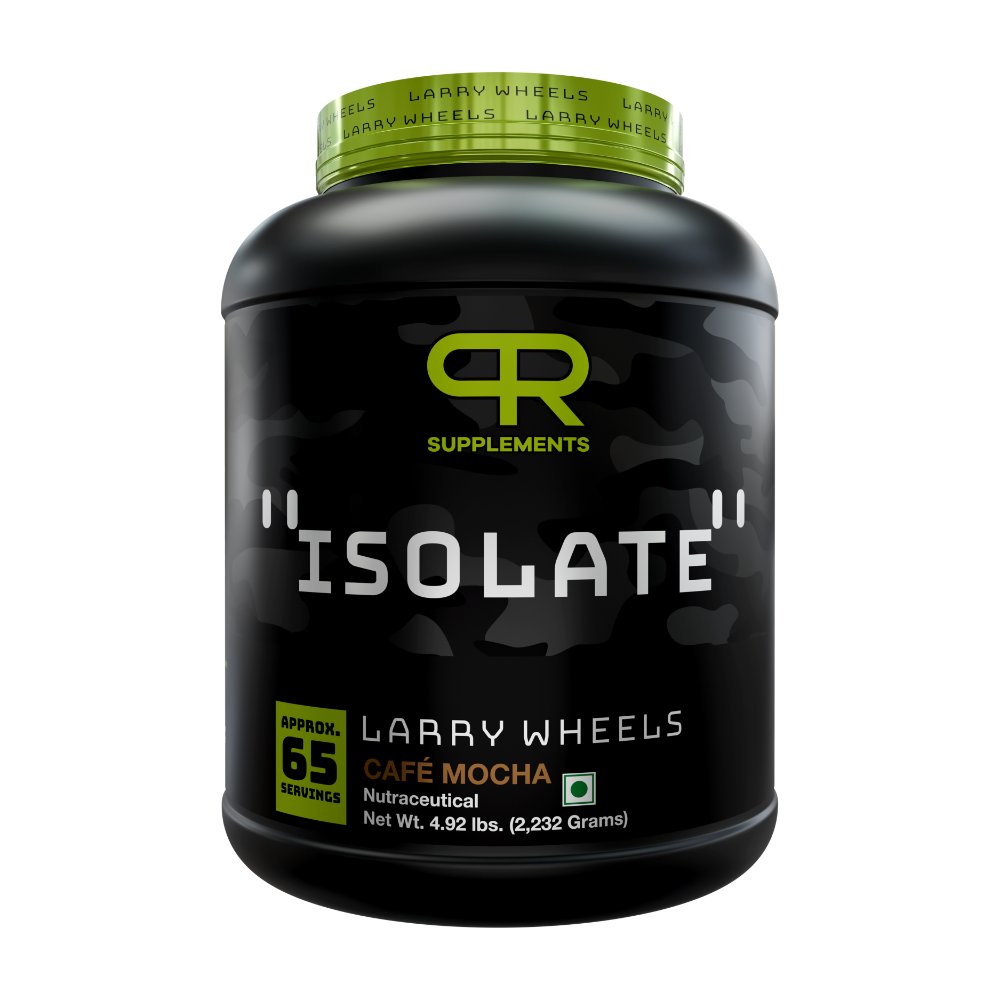 LARRY WHEELS LARRY
WHEELS
LARRY WHEELS LARRY WHEELS
PR
SUPPLEMENTS
"ISOLATE"
APPROX.
65
SERVINGS
LARRY WHEELS
CAFÉ MOCHA
Nutraceutical
Net Wt. 4.92 lbs. (2,232 Grams)